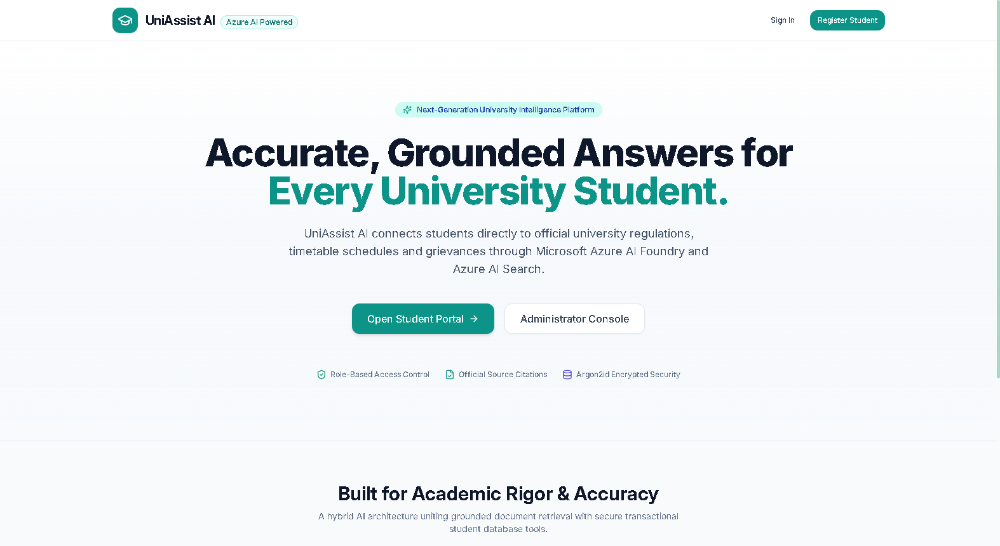 UniAssist AI
Azure AI Powered
Sign In
Register Student
Next-Generation University Intelligence Platform
Accurate, Grounded Answers for
Every University Student.
UniAssist AI connects students directly to official university regulations,
timetable schedules and grievances through Microsoft Azure AI Foundry and
Azure AI Search.
Open Student Portal
Administrator Console
Role-Based Access Control
Official Source Citations
Argon2id Encrypted Security
Built for Academic Rigor & Accuracy
A hybrid AI architecture uniting grounded document retrieval with secure transactional
student database tools.